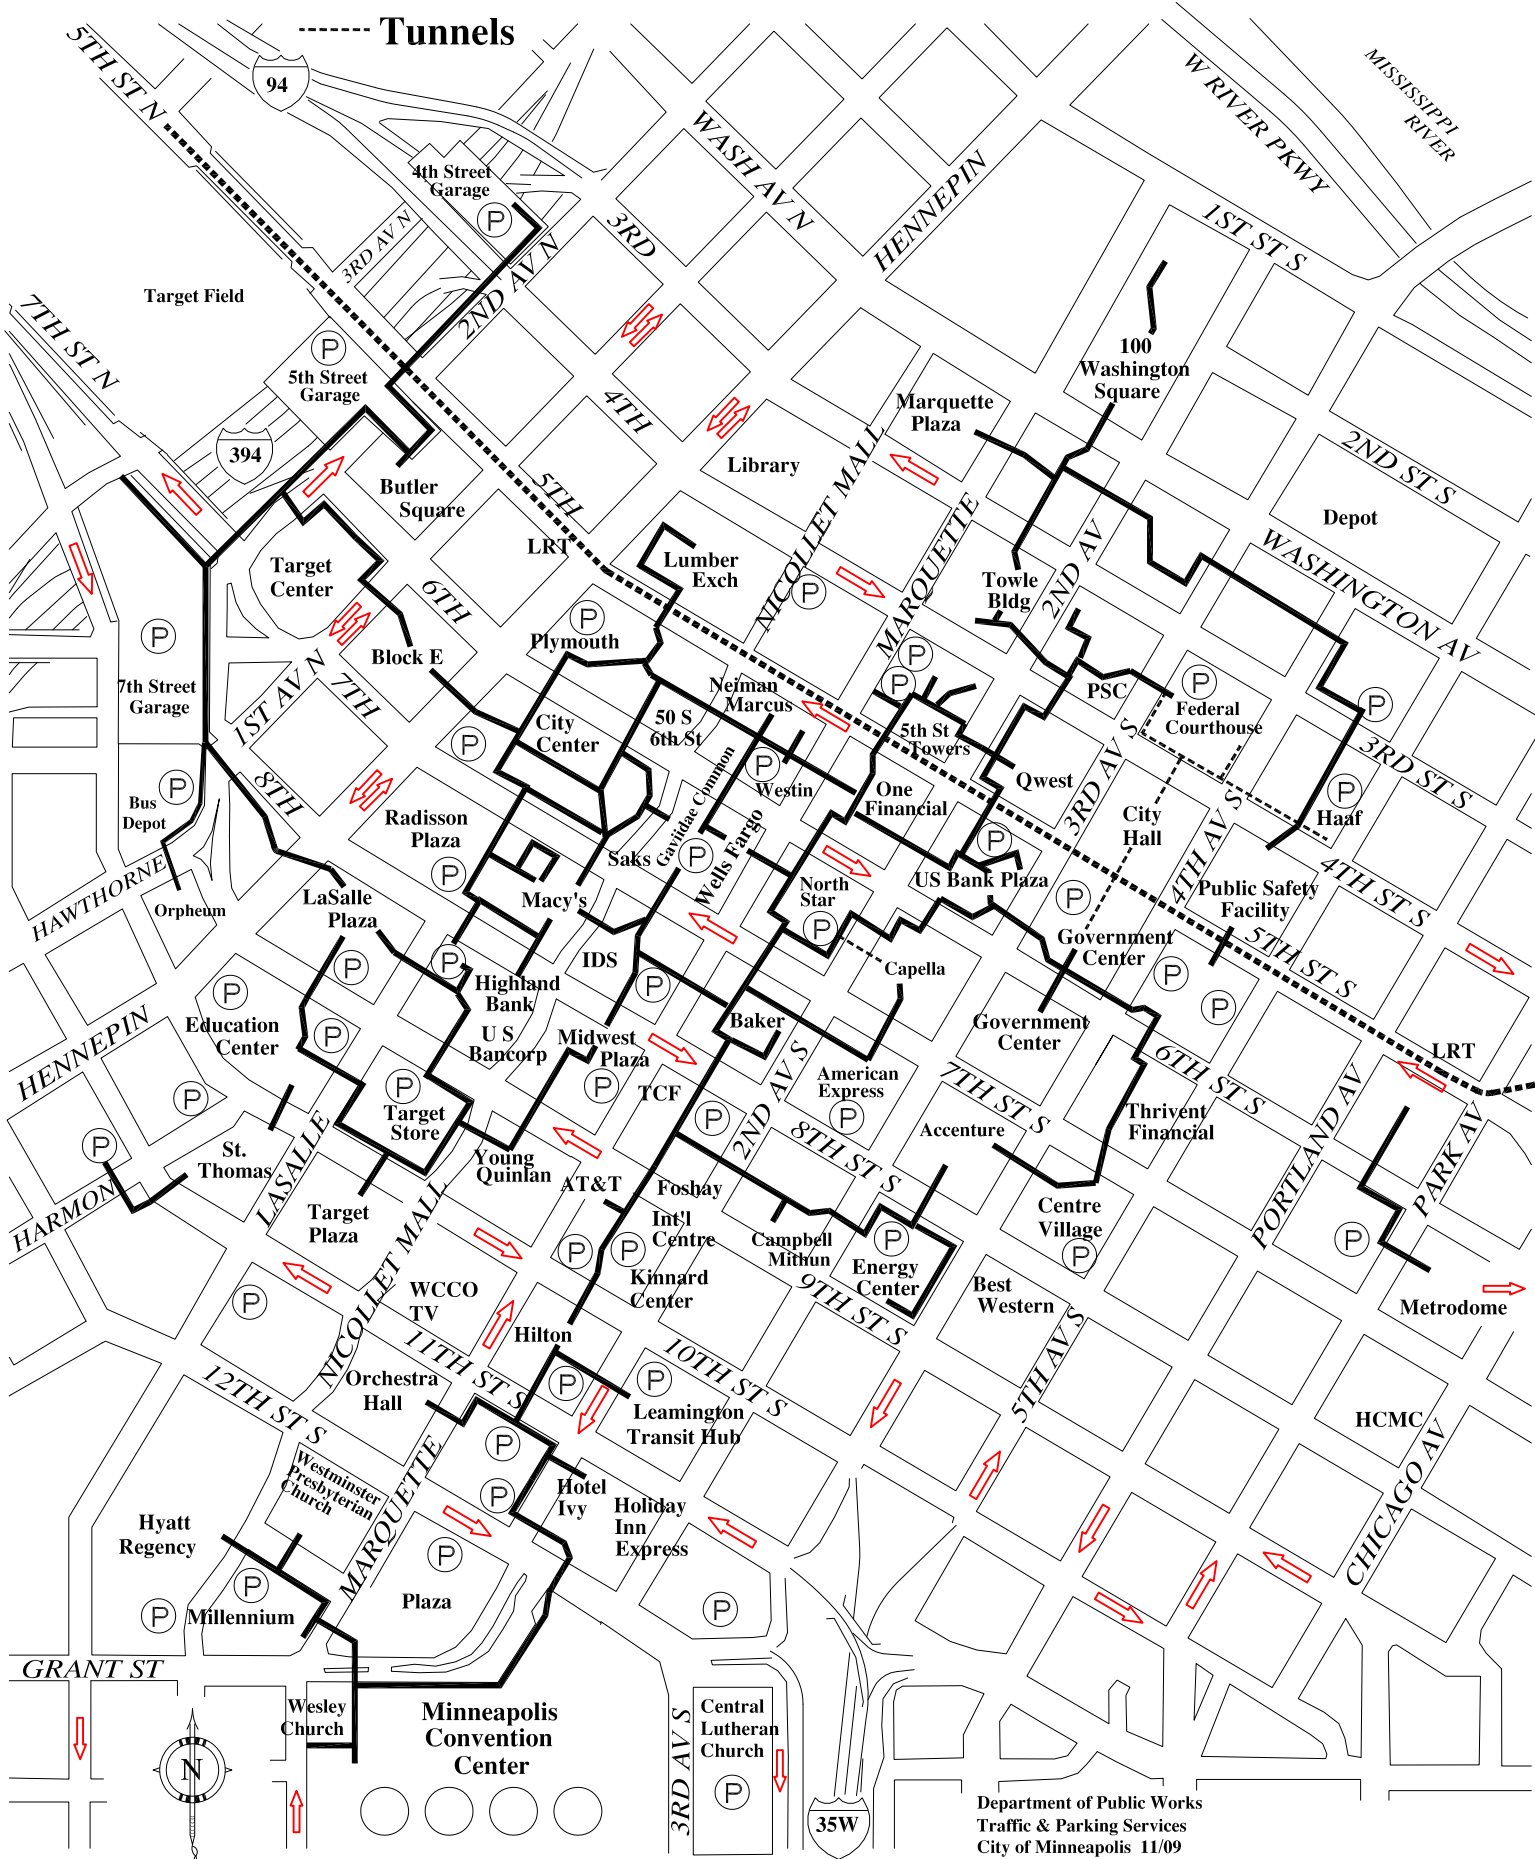 Tunnels
5TH ST N
94
4th Street
Garage
3RD AV N
2ND AV N
3RD
WASH AV N
HENNEPIN
W RIVER PKWY
MISSISSIPPI
RIVER
1ST ST S
Target Field
7TH ST N
5th Street
Garage
394
Butler
Square
4TH
5TH
LRT
Library
Marquette
Plaza
100
Washington
Square
2ND ST S
Depot
WASHINGTON AV
NICOLLET MALL
MARQUETTE
2ND AV
Target
Center
6TH
Lumber
Exch
Towle
Bldg
Plymouth
Block E
7TH
1ST AV N
7th Street
Garage
8TH
City
Center
50 S
6th St
Neiman
Marcus
5th St
Towers
PSC
Federal
Courthouse
3RD AV S
Qwest
3RD ST S
Bus
Depot
Radisson
Plaza
Gaviidae Common
Westin
One
Financial
City
Hall
4TH AV S
Haaf
4TH ST S
Saks
Wells Fargo
HAWTHORNE
Orpheum
LaSalle
Plaza
Macy's
North
Star
US Bank Plaza
Public Safety
Facility
5TH ST S
Government
Center
IDS
Capella
Highland
Bank
U S
Bancorp
Midwest
Plaza
Baker
Government
Center
HENNEPIN
Education
Center
Target
Store
TCF
2ND AV S
American
Express
7TH ST S
6TH ST S
LRT
PORTLAND AV
PARK AV
Thrivent
Financial
Accenture
8TH ST S
St.
Thomas
LASALLE
HARMON
Young
Quinlan
AT&T
Foshay
Target
Plaza
NICOLLET MALL
Int'l
Centre
Campbell
Mithun
Centre
Village
Energy
Center
Kinnard
Center
WCCO
TV
Best
Western
9TH ST S
Metrodome
Hilton
11TH ST S
10TH ST S
5TH AV S
12TH ST S
Orchestra
Hall
Leamington
Transit Hub
HCMC
CHICAGO AV
MARQUETTE
Westminster
Presbyterian
Church
Hotel
Ivy
Holiday
Inn
Express
Hyatt
Regency
Millennium
Plaza
GRANT ST
Wesley
Church
Minneapolis
Convention
Center
3RD AV S
Central
Lutheran
Church
N
35W
Department of Public Works
Traffic & Parking Services
City of Minneapolis 11/09